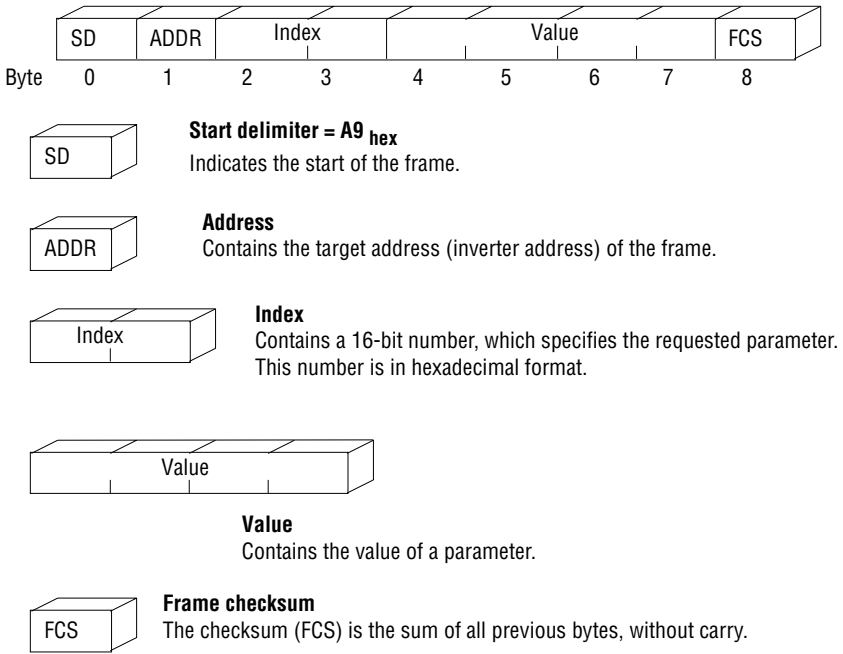 SD ADDR Index Value FCS
Byte 0 1 2 3 4 5 6 7 8
Start delimiter = A9 hex
SD
Indicates the start of the frame.
Address
ADDR
Contains the target address (inverter address) of the frame.
Index
Index
Contains a 16-bit number, which specifies the requested parameter.
This number is in hexadecimal format.
Value
Value
Contains the value of a parameter.
Frame checksum
FCS
The checksum (FCS) is the sum of all previous bytes, without carry.